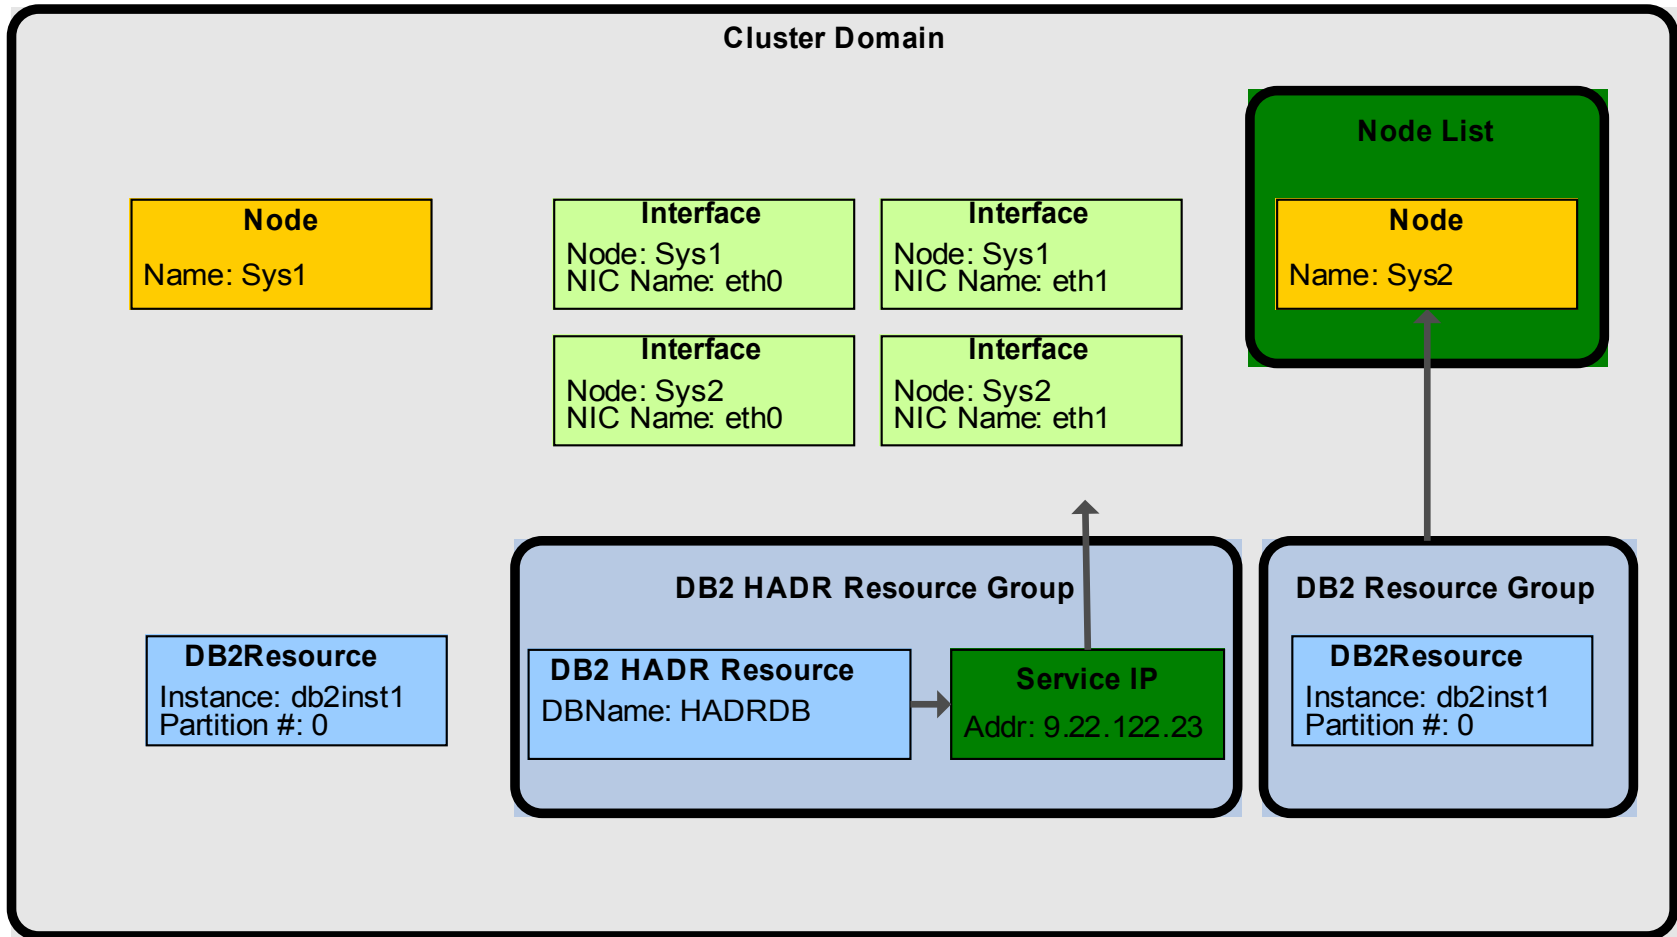 Cluster Domain
Node List
Node
Name: Sys1
Interface
Node: Sys1
NIC Name: eth0
Interface
Node: Sys1
NIC Name: eth1
Node
Name: Sys2
Interface
Node: Sys2
NIC Name: eth0
Interface
Node: Sys2
NIC Name: eth1
DB2 HADR Resource Group
DB2 Resource Group
DB2Resource
Instance: db2inst1
Partition #: 0
DB2 HADR Resource
DBName: HADRDB
Service IP
Addr: 9.22.122.23
DB2Resource
Instance: db2inst1
Partition #: 0